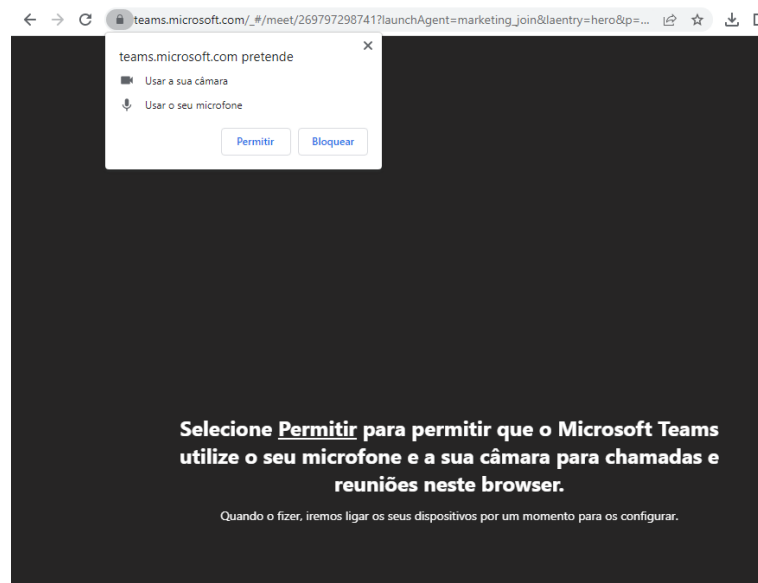 teams.microsoft.com/_#/meet/269797298741?launchAgent=marketing_join&laentry=hero&p=...
teams.microsoft.com pretende
Usar a sua câmara
Usar o seu microfone
Permitir
Bloquear
Selecione Permitir para permitir que o Microsoft Teams
utilize o seu microfone e a sua câmara para chamadas e
reuniões neste browser.
Quando o fizer, iremos ligar os seus dispositivos por um momento para os configurar.